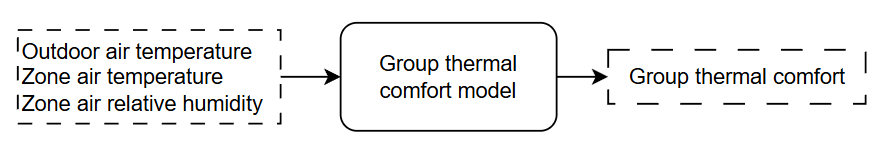 Outdoor air temperature
Zone air temperature
Zone air relative humidity
Group thermal
comfort model
Group thermal comfort